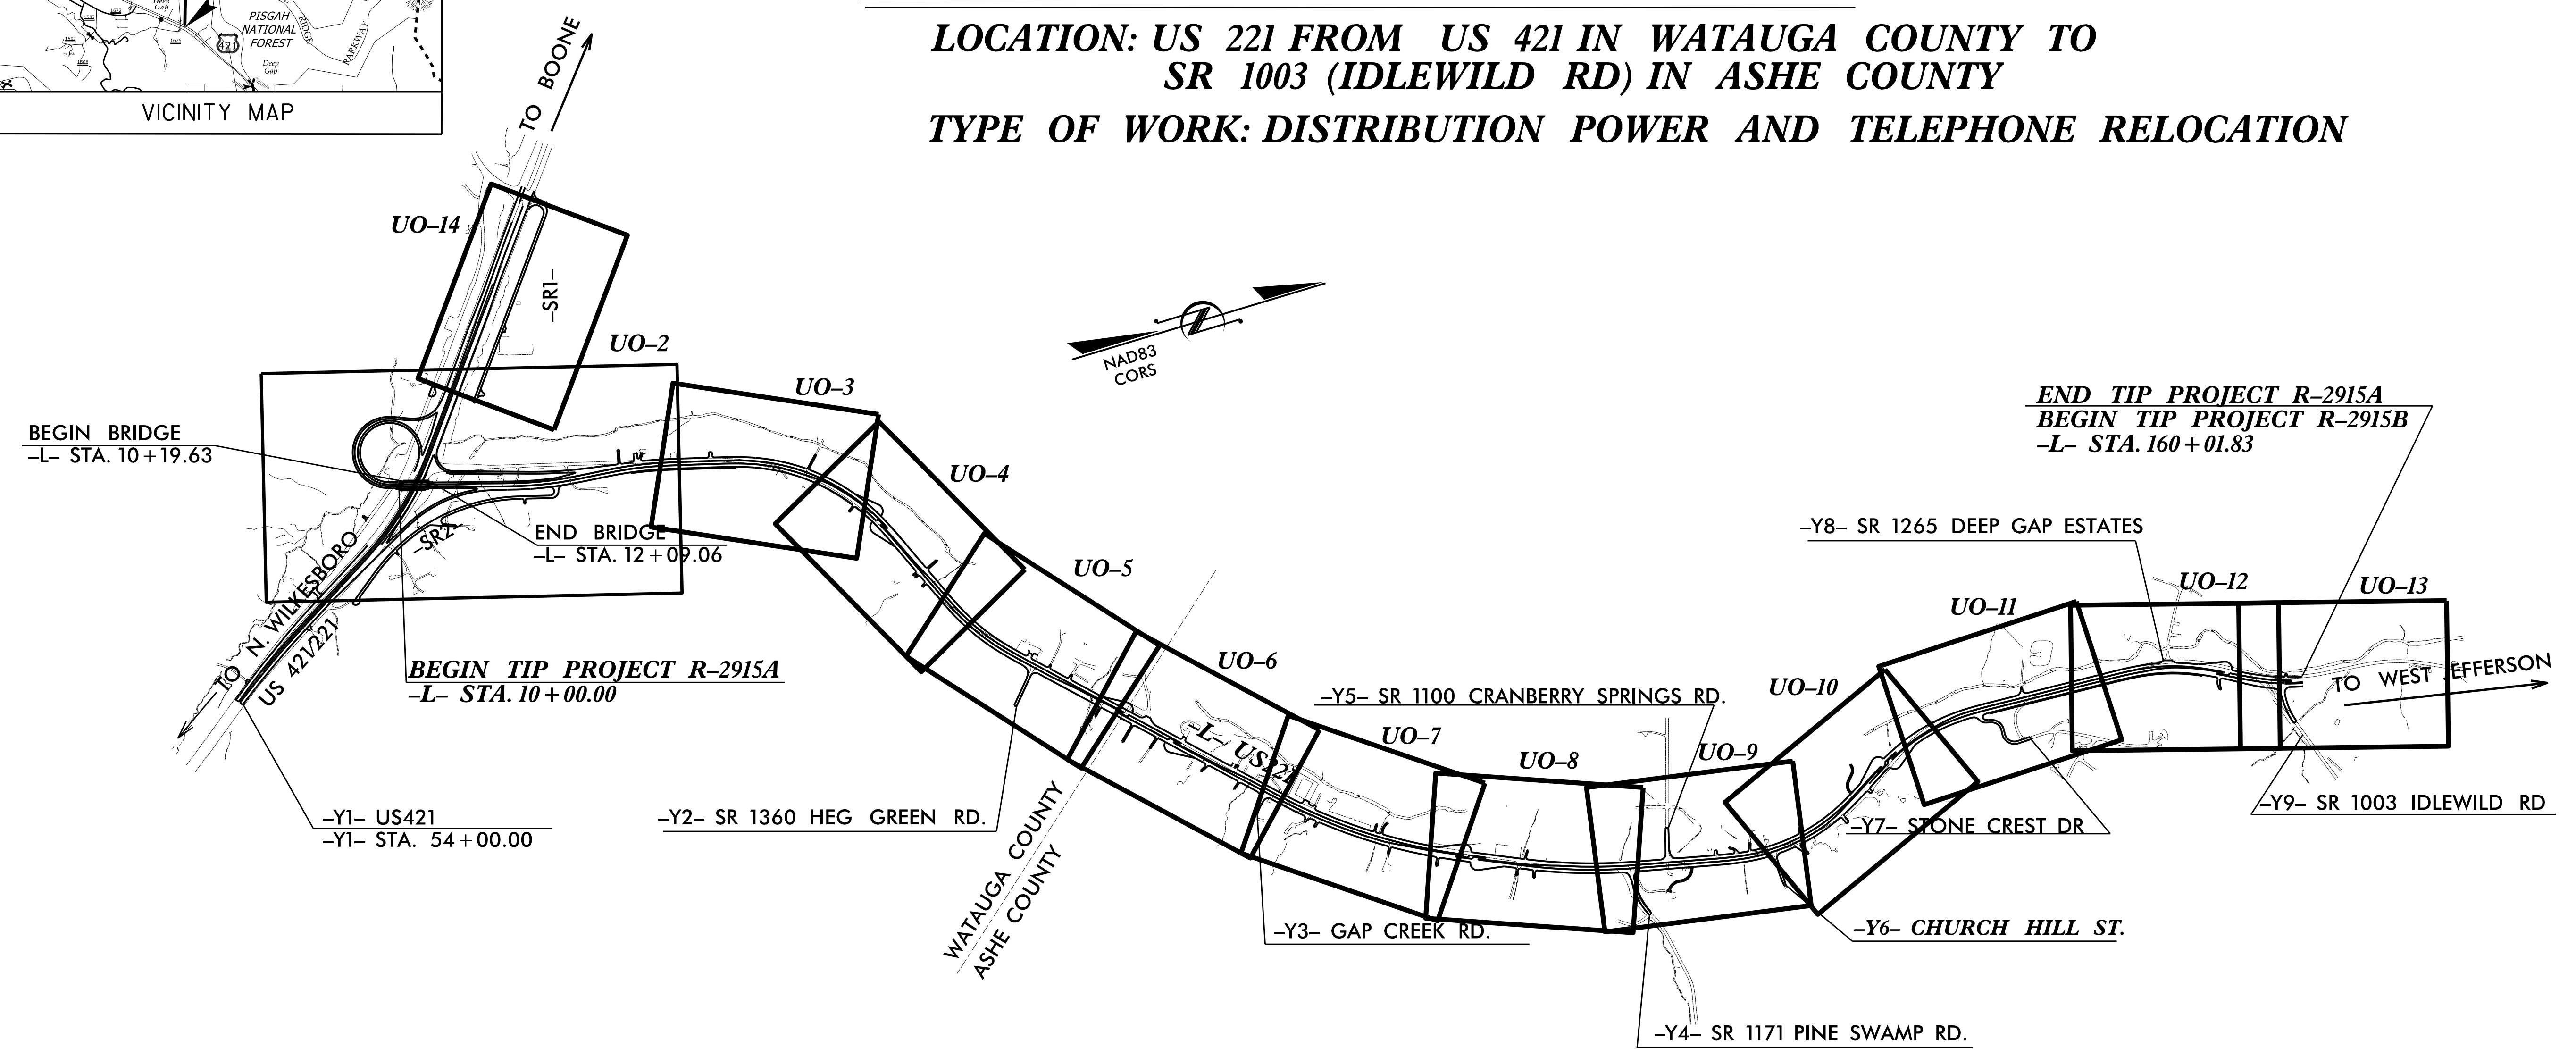 Deep
Gap
PISGAH
NATIONAL
FOREST
421
Deep
Gap
RIDGE
PARKWAY
VICINITY MAP
LOCATION: US 221 FROM US 421 IN WATAUGA COUNTY TO
SR 1003 (IDLEWILD RD) IN ASHE COUNTY
TYPE OF WORK: DISTRIBUTION POWER AND TELEPHONE RELOCATION
TO BOONE
UO–14
–SR1–
UO–2
NAD83
CORS
UO–3
BEGIN BRIDGE
–L– STA. 10+19.63
UO–4
END TIP PROJECT R–2915A
BEGIN TIP PROJECT R–2915B
–L– STA. 160+01.83
–SR2–
END BRIDGE
–L– STA. 12+09.06
–Y8– SR 1265 DEEP GAP ESTATES
UO–5
UO–12
UO–13
UO–11
TO N. WILKESBORO
US 421/221
BEGIN TIP PROJECT R–2915A
–L– STA. 10+00.00
UO–6
–Y5– SR 1100 CRANBERRY SPRINGS RD.
UO–10
TO WEST JEFFERSON
–L– US221
UO–7
UO–8
UO–9
–Y1– US421
–Y1– STA. 54+00.00
–Y2– SR 1360 HEG GREEN RD.
–Y7– STONE CREST DR
–Y9– SR 1003 IDLEWILD RD
WATAUGA COUNTY
ASHE COUNTY
–Y3– GAP CREEK RD.
–Y6– CHURCH HILL ST.
–Y4– SR 1171 PINE SWAMP RD.